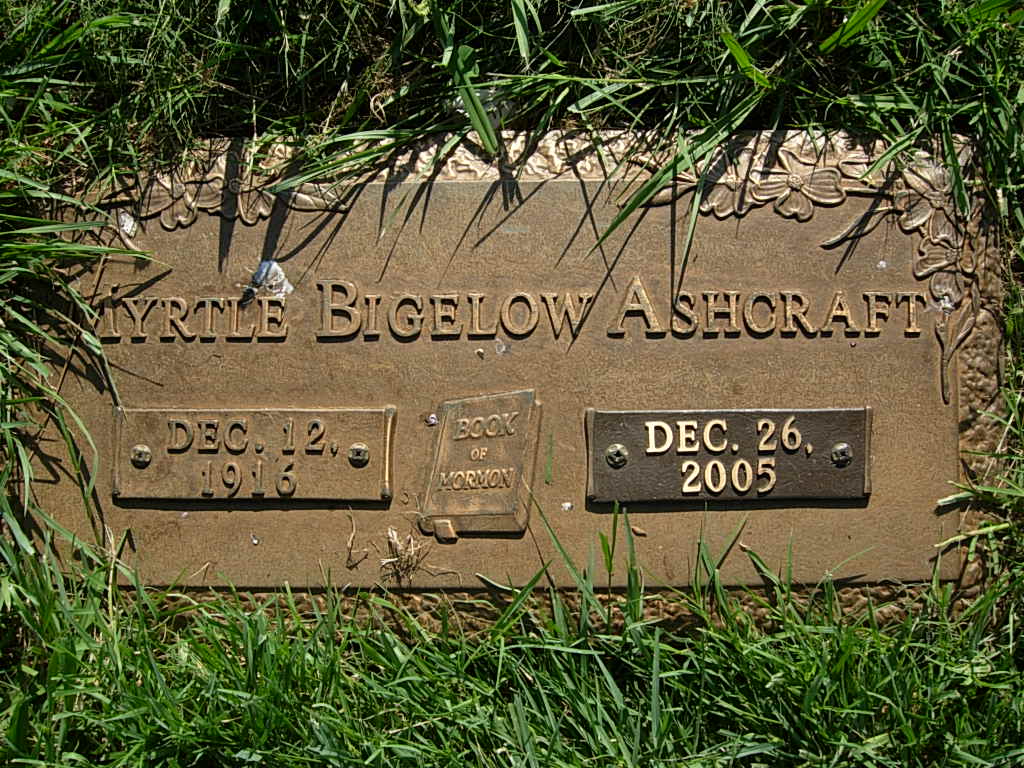 MYRTLE BIGELOW ASHCRAFT
DEC. 12,
1916
BOOK
OF
MORMON
DEC. 26,
2005